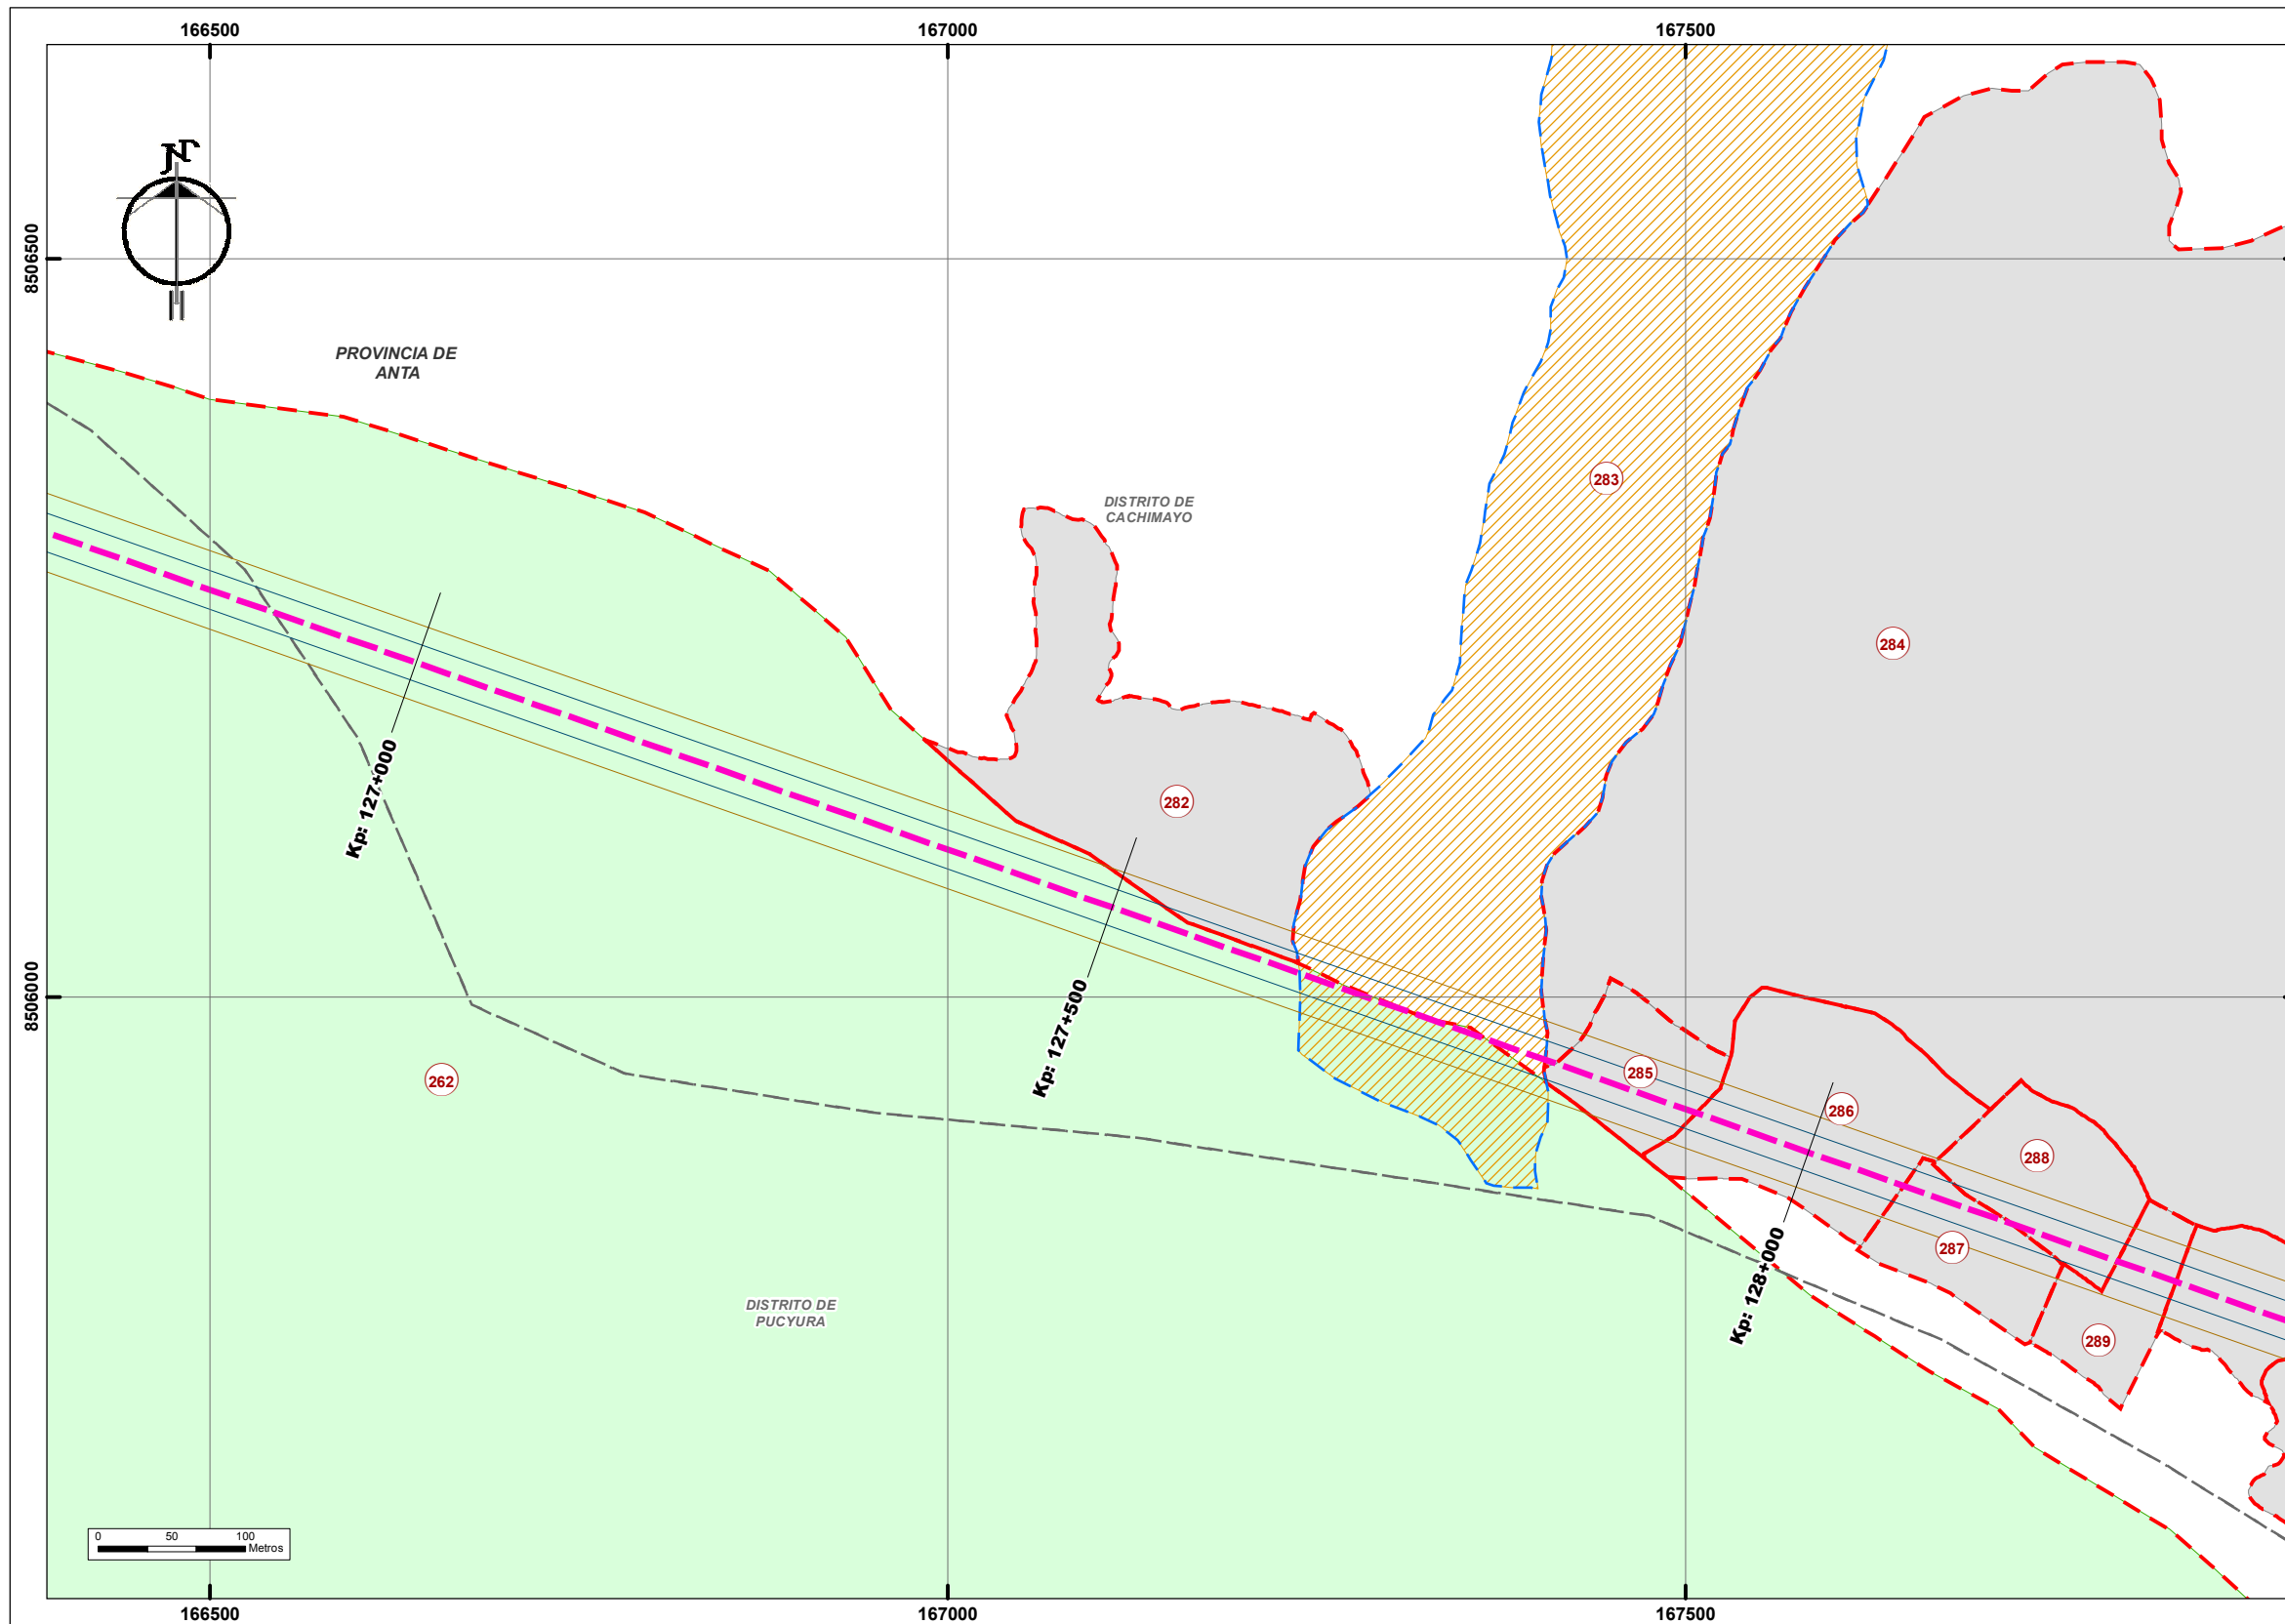 166500 167000 167500
N
8506500
PROVINCIA DE
ANTA
283
DISTRITO DE
CACHIMAYO
284
Kp: 127+000
282
8506000
Kp: 127+500
262
285
286
288
287
Kp: 128+000
DISTRITO DE
PUCYURA
289
0 50 100
Metros
166500 167000 167500